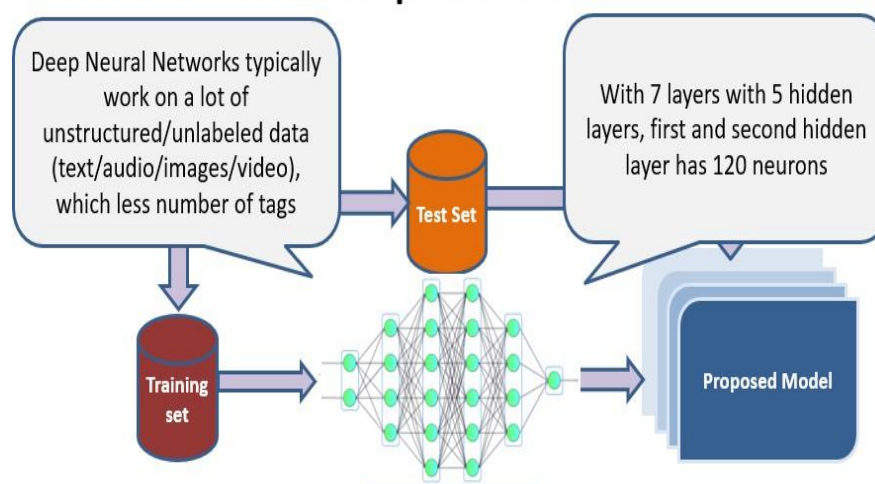 Deep Neural Networks typically
work on a lot of
unstructured/unlabeled data
(text/audio/images/video),
which less number of tags
With 7 layers with 5 hidden
layers, first and second hidden
layer has 120 neurons
Test Set
Training
set
Proposed Model